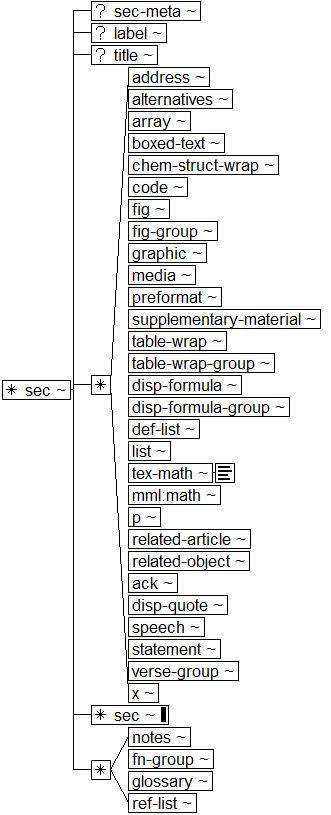 ? sec-meta ~
? label ~
? title ~
address ~
alternatives ~
array ~
boxed-text ~
chem-struct-wrap ~
code ~
fig ~
fig-group ~
graphic ~
media ~
preformat ~
supplementary-material ~
table-wrap ~
table-wrap-group ~
* sec ~
*
disp-formula ~
disp-formula-group ~
def-list ~
list ~
tex-math ~
mml:math ~
p ~
related-article ~
related-object ~
ack ~
disp-quote ~
speech ~
statement ~
verse-group ~
x ~
* sec ~
notes ~
fn-group ~
*
glossary ~
ref-list ~